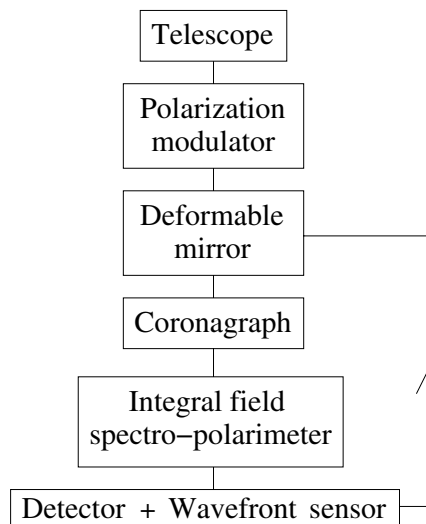 Telescope
Polarization
modulator
Deformable
mirror
Coronagraph
Integral field
spectro−polarimeter
Detector + Wavefront sensor